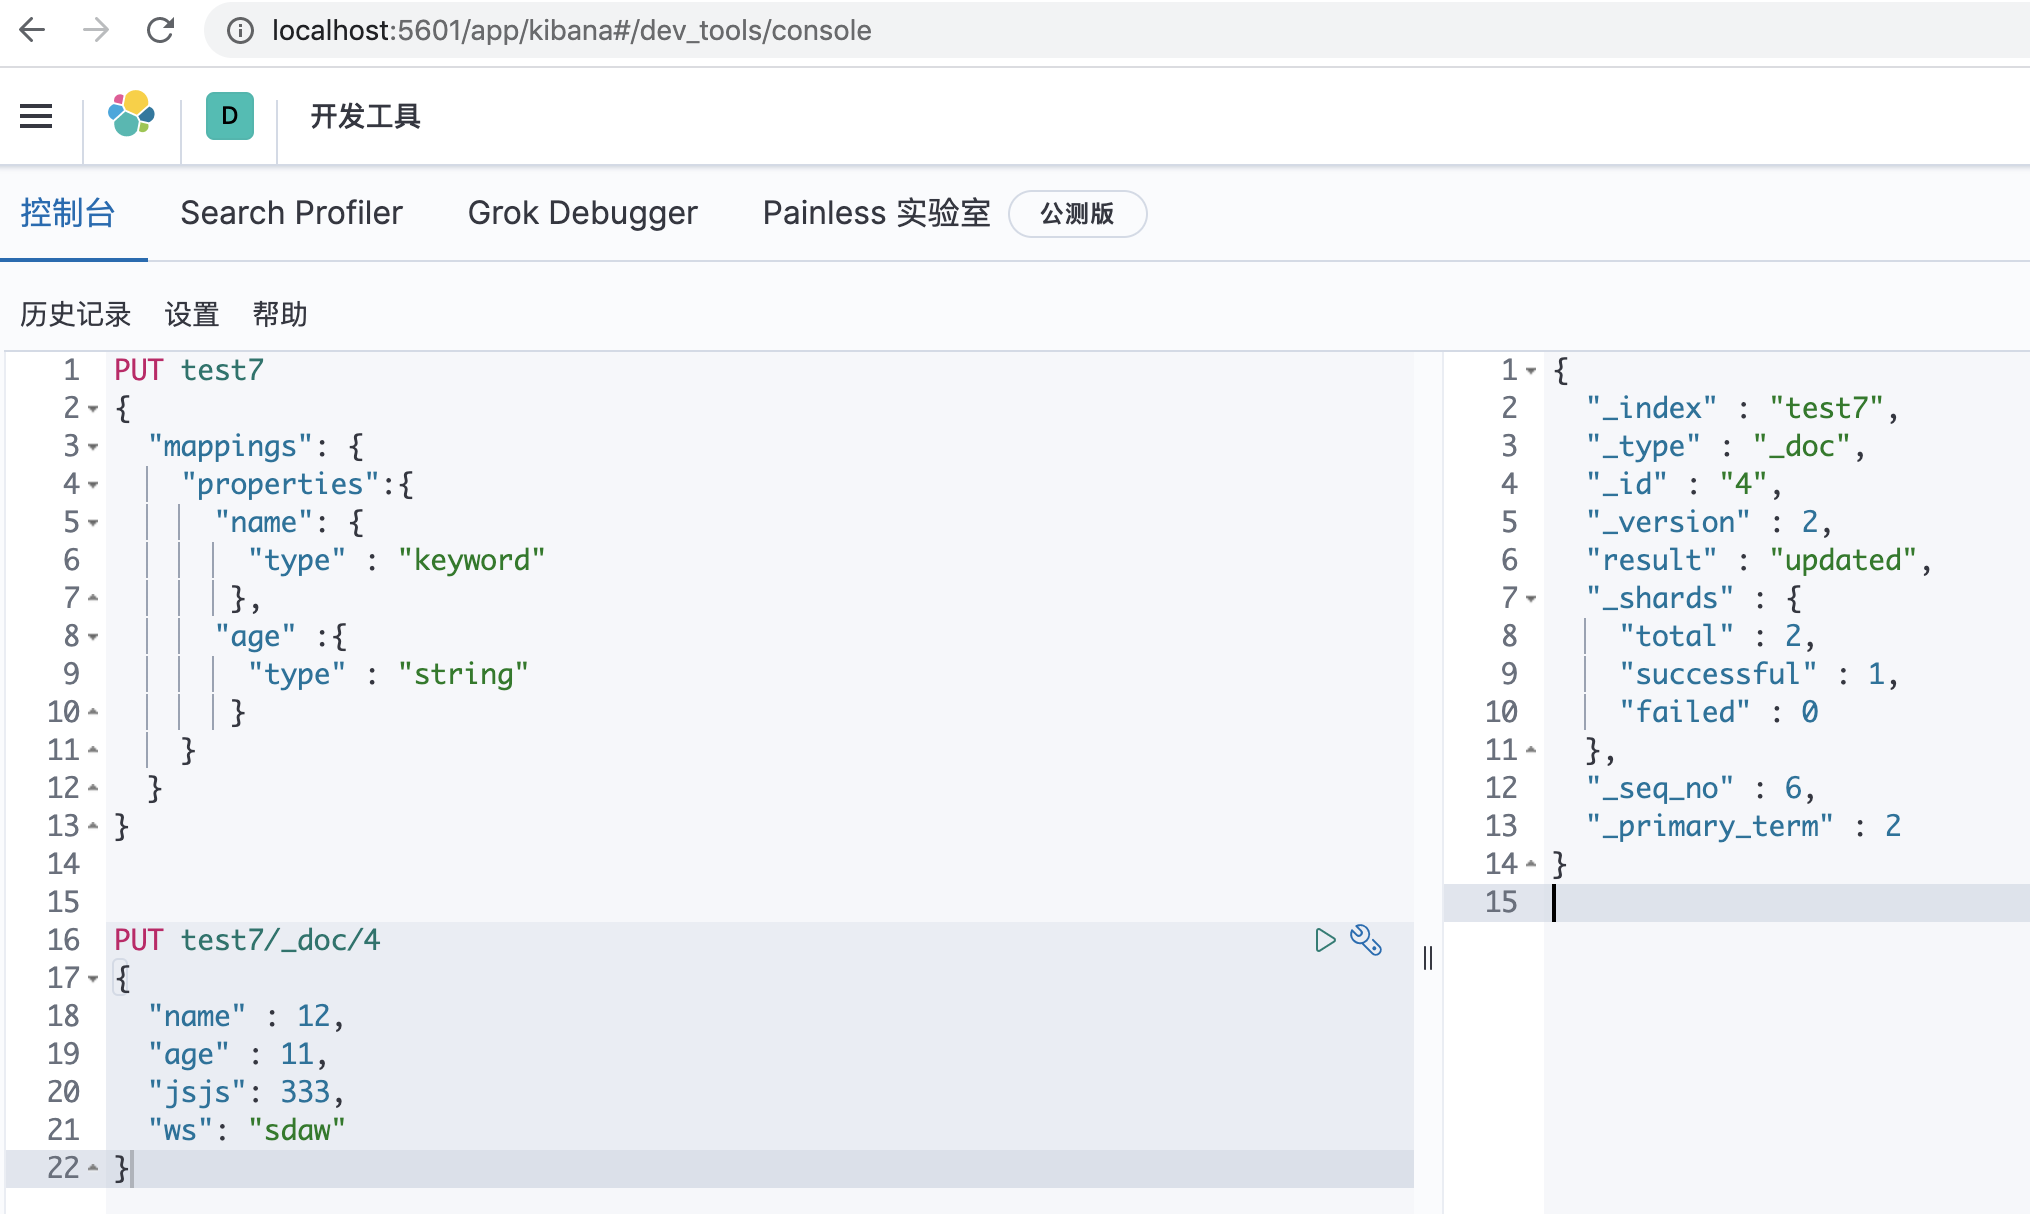 localhost:5601/app/kibana#/dev_tools/console
D 开发工具
控制台 Search Profiler Grok Debugger Painless 实验室 公测版
历史记录 设置 帮助
1 PUT test7
2 {
3 "mappings": {
4 "properties":{
5 "name": {
6 "type" : "keyword"
7 },
8 "age" :{
9 "type" : "string"
10 }
11 }
12 }
13 }
14
15
16 PUT test7/_doc/4
17 {
18 "name" : 12,
19 "age" : 11,
20 "jsjs": 333,
21 "ws": "sdaw"
22 }
1 {
2 "_index" : "test7",
3 "_type" : "_doc",
4 "_id" : "4",
5 "_version" : 2,
6 "result" : "updated",
7 "_shards" : {
8 "total" : 2,
9 "successful" : 1,
10 "failed" : 0
11 },
12 "_seq_no" : 6,
13 "_primary_term" : 2
14 }
15